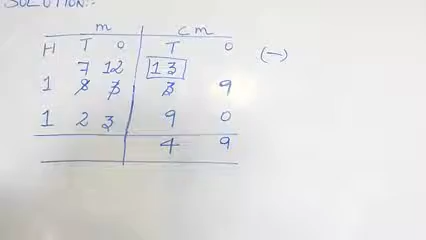 SOLUTION:-
m cm
H T O T O
7 12 13 (-)
1 8 3 3 9
1 2 3 9 0
4 9